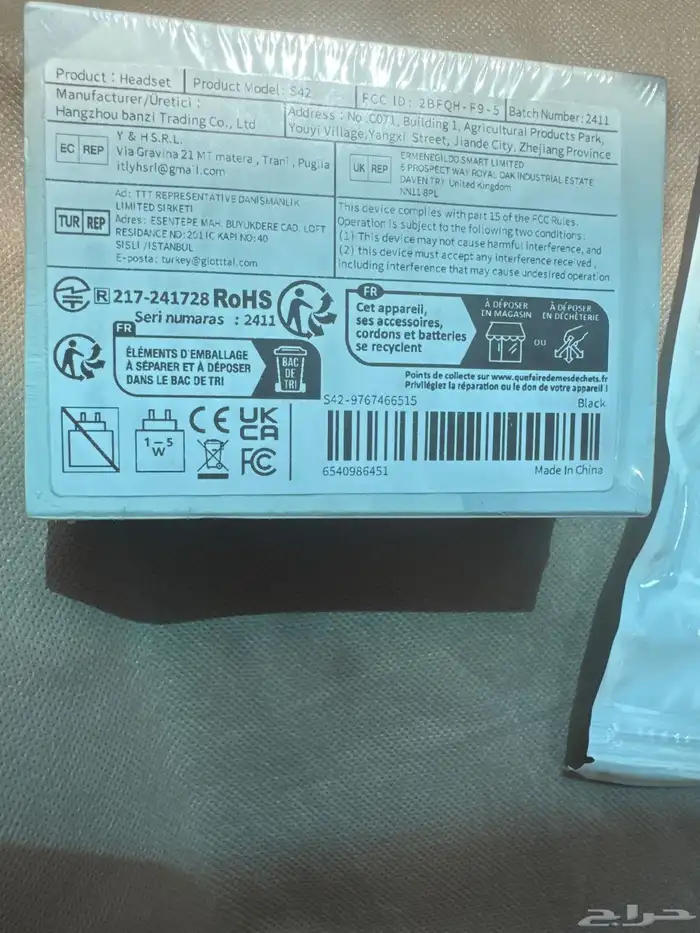 Product : Headset
Product Model: S42
FCC ID: 2BFQH-F9-5
Batch Number: 2411
Manufacturer/Üretici :
Hangzhou banzi Trading Co., Ltd
Address : No .C071, Building 1, Agricultural Products Park,
Youyi Village,Yangxi Street, Jiande City, Zhejiang Province
EC REP
Y & H S.R.L.
Via Gravina 21 MT matera , Trani , Puglia
itlyhsrl@gmail.com
UK REP
ERMENEGILDO SMART LIMITED
6 PROSPECT WAY ROYAL OAK INDUSTRIAL ESTATE
DAVENTRY United Kingdom
NN11 8PL
TUR REP
Ad: TTT REPRESENTATIVE DANISMANLIK
LIMITED SIRKETI
Adres : ESENTEPE MAH. BUYUKDERE CAD. LOFT
RESIDANCE NO:201 IC KAPI NO: 40
SISLI /ISTANBUL
E-posta: turkey@glotttal.com
This device complies with part 15 of the FCC Rules.
Operation is subject to the following two conditions:
(1) This device may not cause harmful interference, and
(2) this device must accept any interference received ,
including interference that may cause undesired operation
R 217-241728 RoHS
Seri numaras : 2411
FR
Cet appareil,
ses accessoires,
cordons et batteries
se recyclent
À DÉPOSER
EN MAGASIN
OU
À DÉPOSER
EN DÉCHÈTERIE
FR
ÉLÉMENTS D'EMBALLAGE
À SÉPARER ET À DÉPOSER
DANS LE BAC DE TRI
BAC
DE
TRI
Points de collecte sur www.quefairedemesdechets.fr
Privilégiez la réparation ou le don de votre appareil !
1 – 5
W
CE
UK
CA
FC
S42-9767466515
Black
6540986451
Made In China
حراج